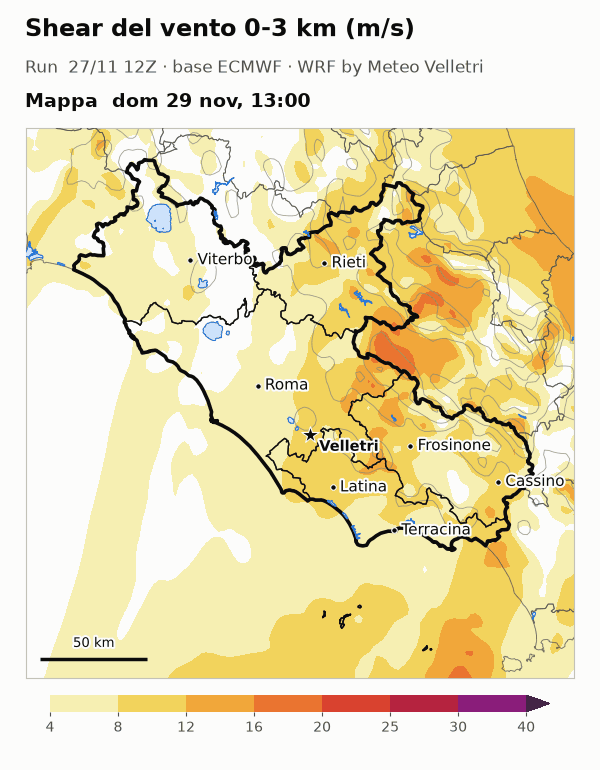 Shear del vento 0-3 km (m/s)
Run  27/11 12Z · base ECMWF · WRF by Meteo Velletri
Mappa  dom 29 nov, 13:00
Viterbo
Rieti
Roma
Velletri
Frosinone
Latina
Cassino
Terracina
50 km
4 8 12 16 20 25 30 40